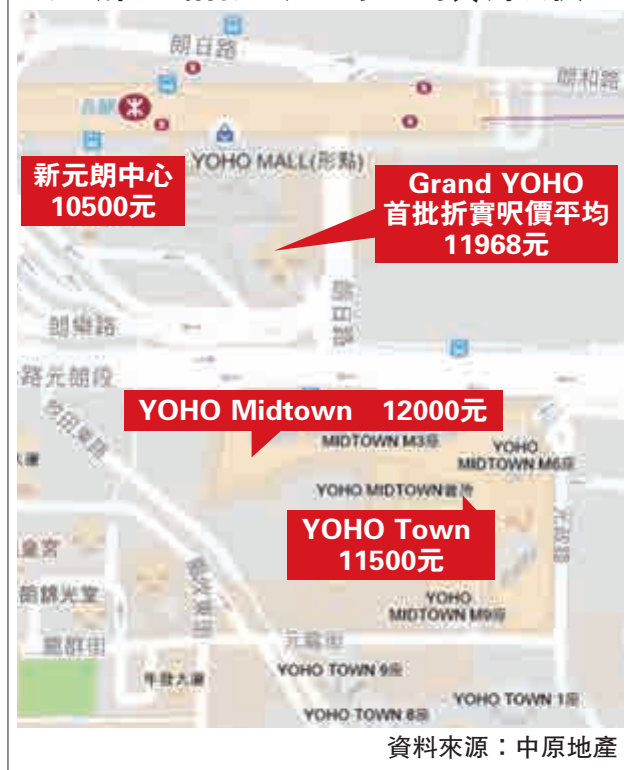 朗日路
朗和路
YOHO MALL(形點)
新元朗中心
10500元
Grand YOHO
首批折實呎價平均
11968元
朗日路
朗樂路
路元朗段
YOHO Midtown 12000元
MIDTOWN M3座
YOHO
MIDTOWN M6座
YOHO MIDTOWN會所
YOHO Town
11500元
YOHO
MIDTOWN M9座
元龍街
YOHO TOWN 9座
YOHO TOWN 1座
YOHO TOWN 8座
資料來源：中原地產